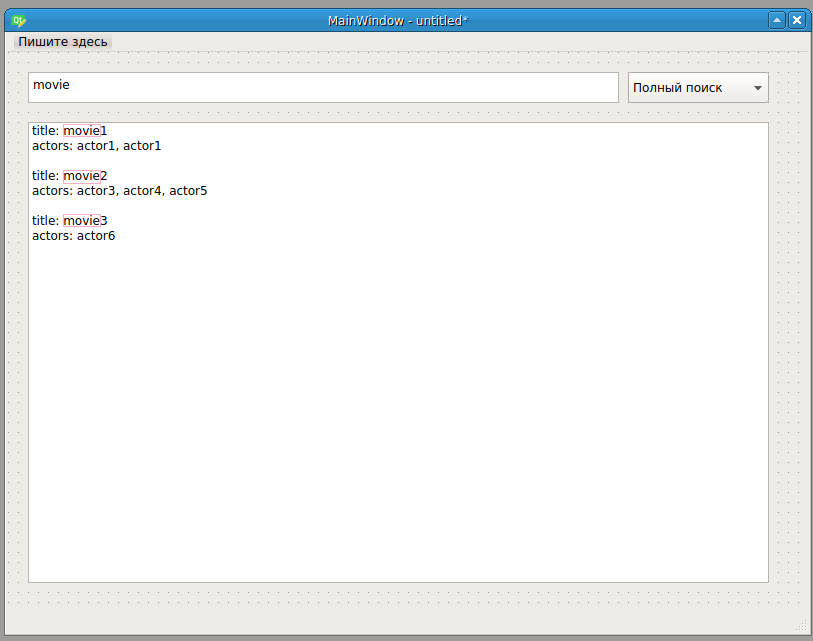 MainWindow - untitled*
Пишите здесь
movie
Полный поиск
title: movie1
actors: actor1, actor1
title: movie2
actors: actor3, actor4, actor5
title: movie3
actors: actor6